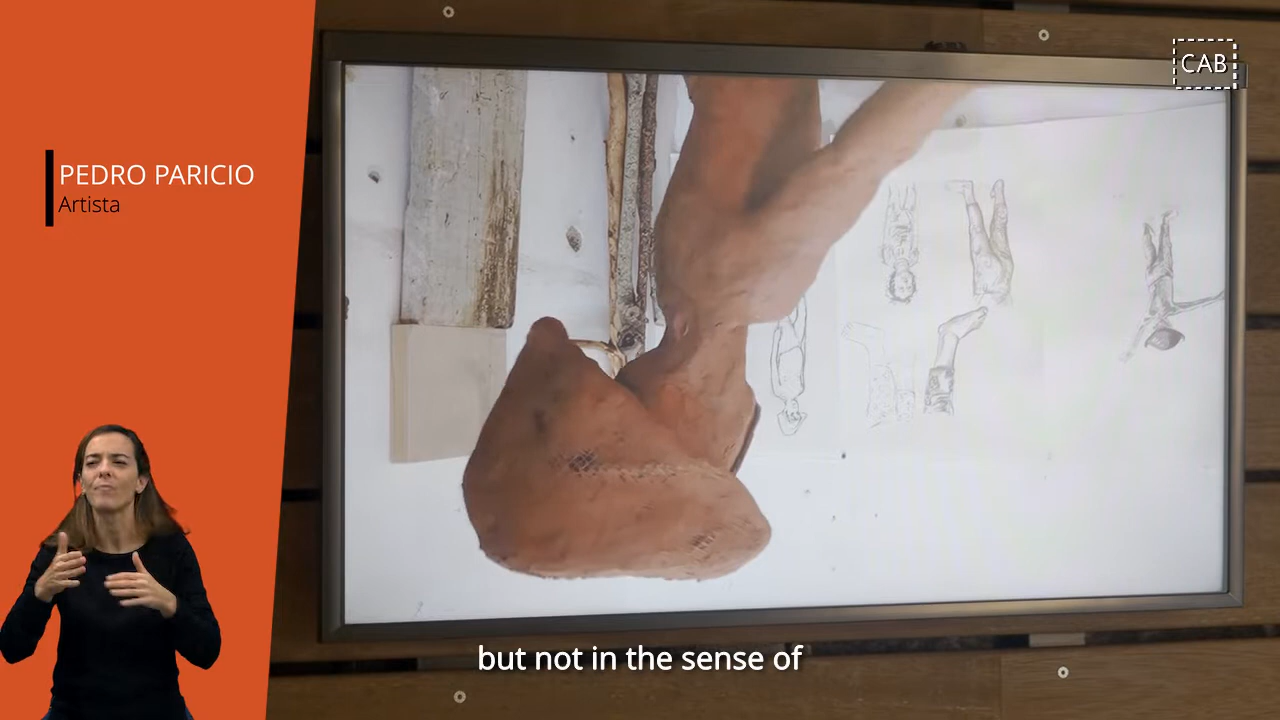 CAB
PEDRO PARICIO
Artista
but not in the sense of